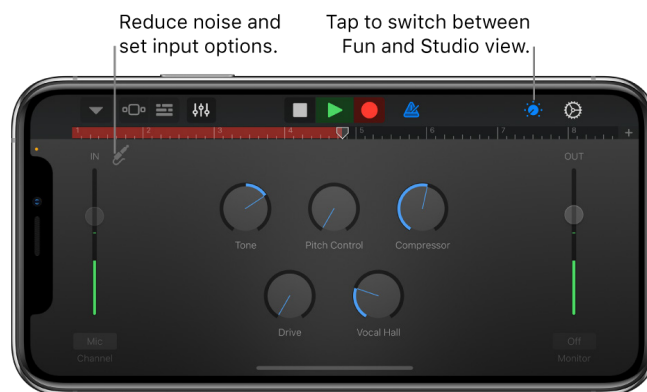 Reduce noise and
set input options.
Tap to switch between
Fun and Studio view.
1 2 3 4 5 6 7 8 +
IN
OUT
Tone
Pitch Control
Compressor
Drive
Vocal Hall
Mic
Channel
Off
Monitor